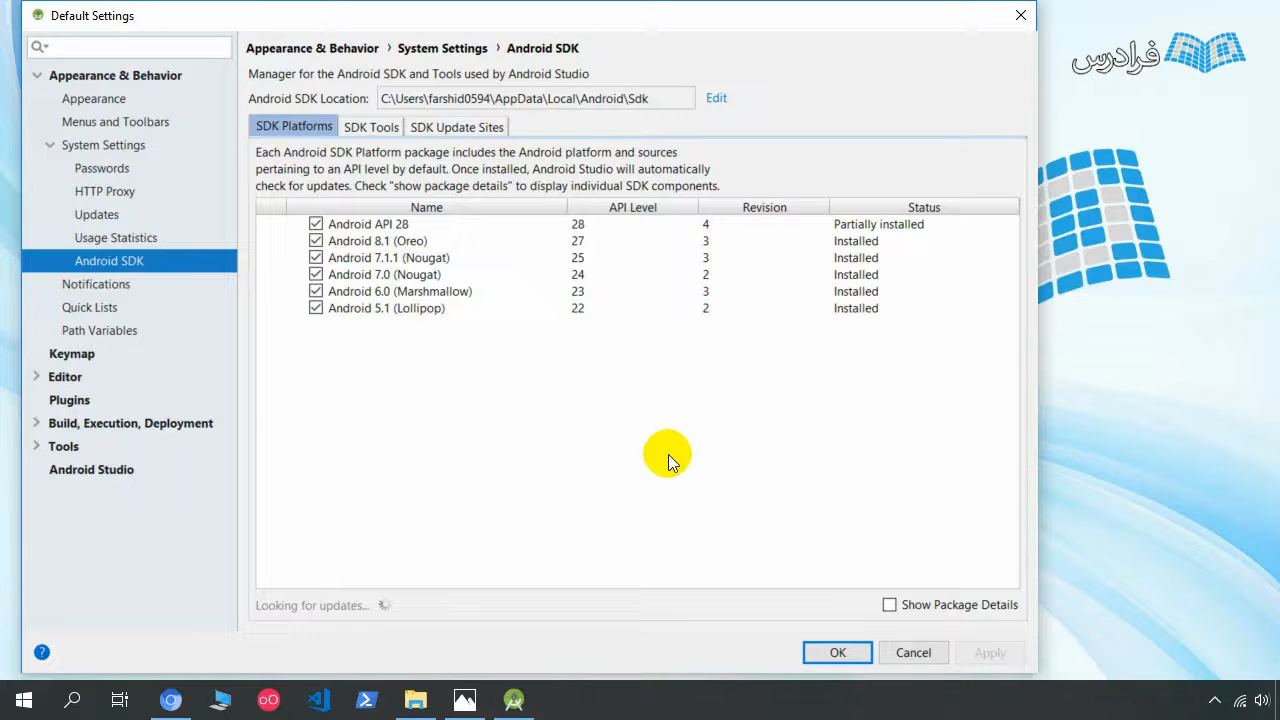 Default Settings
فرادرس
Appearance & Behavior › System Settings › Android SDK
Manager for the Android SDK and Tools used by Android Studio
Android SDK Location: C:\Users\farshid0594\AppData\Local\Android\Sdk Edit
SDK Platforms SDK Tools SDK Update Sites
Each Android SDK Platform package includes the Android platform and sources
pertaining to an API level by default. Once installed, Android Studio will automatically
check for updates. Check "show package details" to display individual SDK components.
Name API Level Revision Status
Android API 28 28 4 Partially installed
Android 8.1 (Oreo) 27 3 Installed
Android 7.1.1 (Nougat) 25 3 Installed
Android 7.0 (Nougat) 24 2 Installed
Android 6.0 (Marshmallow) 23 3 Installed
Android 5.1 (Lollipop) 22 2 Installed
Looking for updates... Show Package Details
Appearance & Behavior
Appearance
Menus and Toolbars
System Settings
Passwords
HTTP Proxy
Updates
Usage Statistics
Android SDK
Notifications
Quick Lists
Path Variables
Keymap
Editor
Plugins
Build, Execution, Deployment
Tools
Android Studio
? OK Cancel Apply